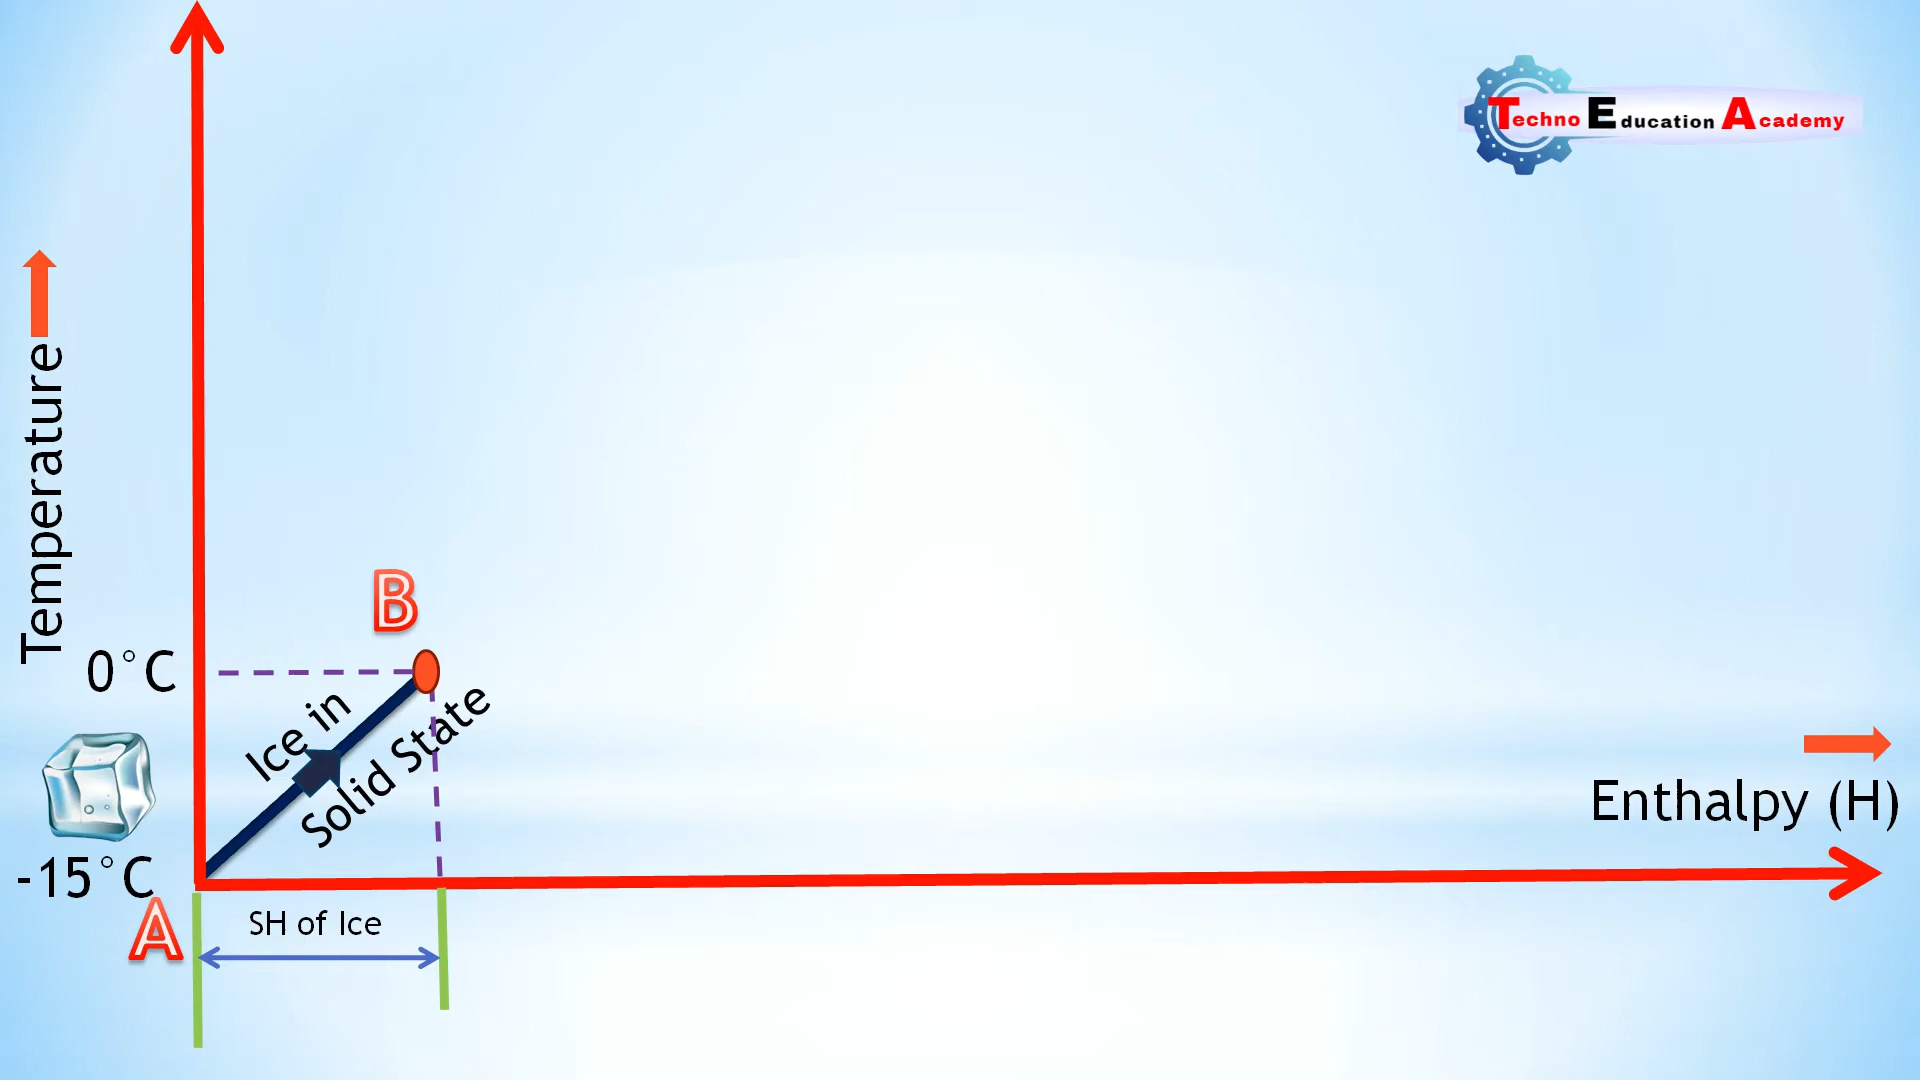 Techno Education Academy
Temperature
B
0°C
Ice in
Solid State
-15°C
A
SH of Ice
Enthalpy (H)